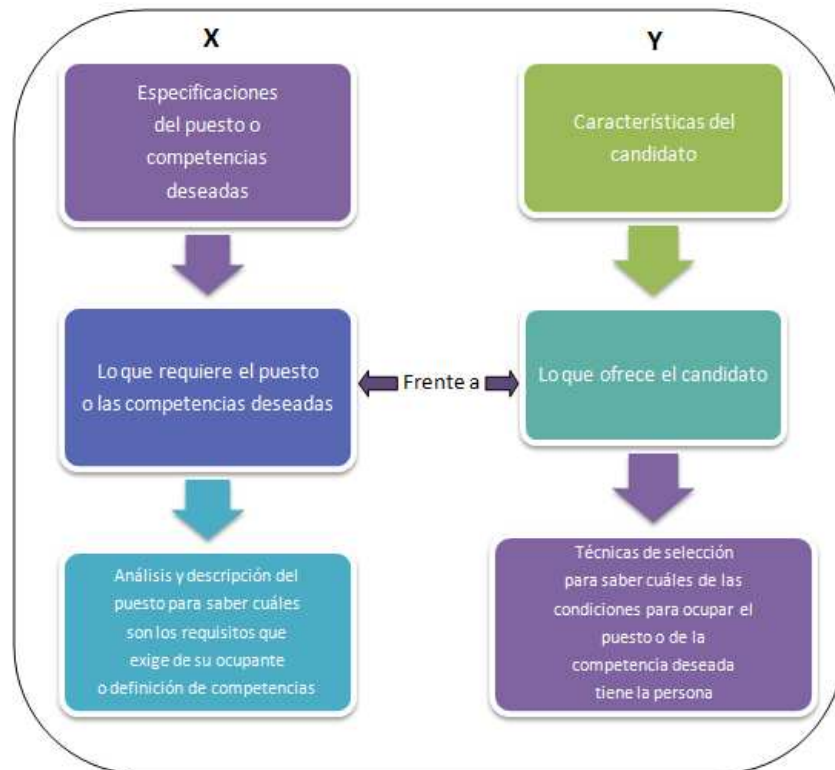 X
Especificaciones
del puesto o
competencias
deseadas
Lo que requiere el puesto
o las competencias deseadas
Análisis y descripción del
puesto para saber cuáles
son los requisitos que
exige de su ocupante
o definición de competencias
Frente a
Y
Características del
candidato
Lo que ofrece el candidato
Técnicas de selección
para saber cuáles de las
condiciones para ocupar el
puesto o de la
competencia deseada
tiene la persona